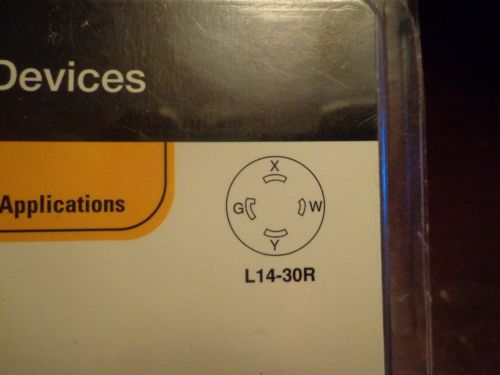 Devices
Applications
X
G
W
Y
L14-30R